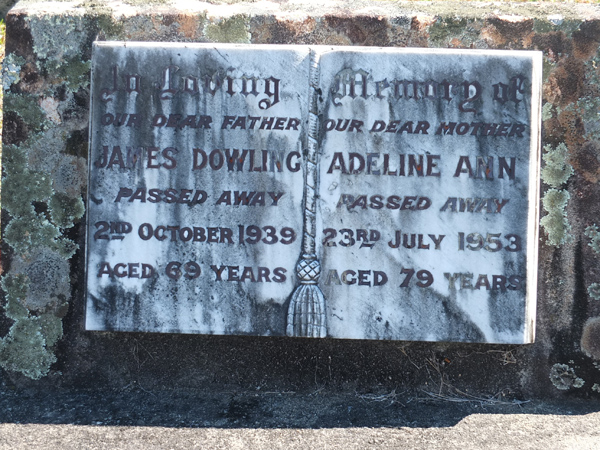 In Loving Memory of
OUR DEAR FATHER
JAMES DOWLING
PASSED AWAY
2ND OCTOBER 1939
AGED 69 YEARS
OUR DEAR MOTHER
ADELINE ANN
PASSED AWAY
23RD JULY 1953
AGED 79 YEARS